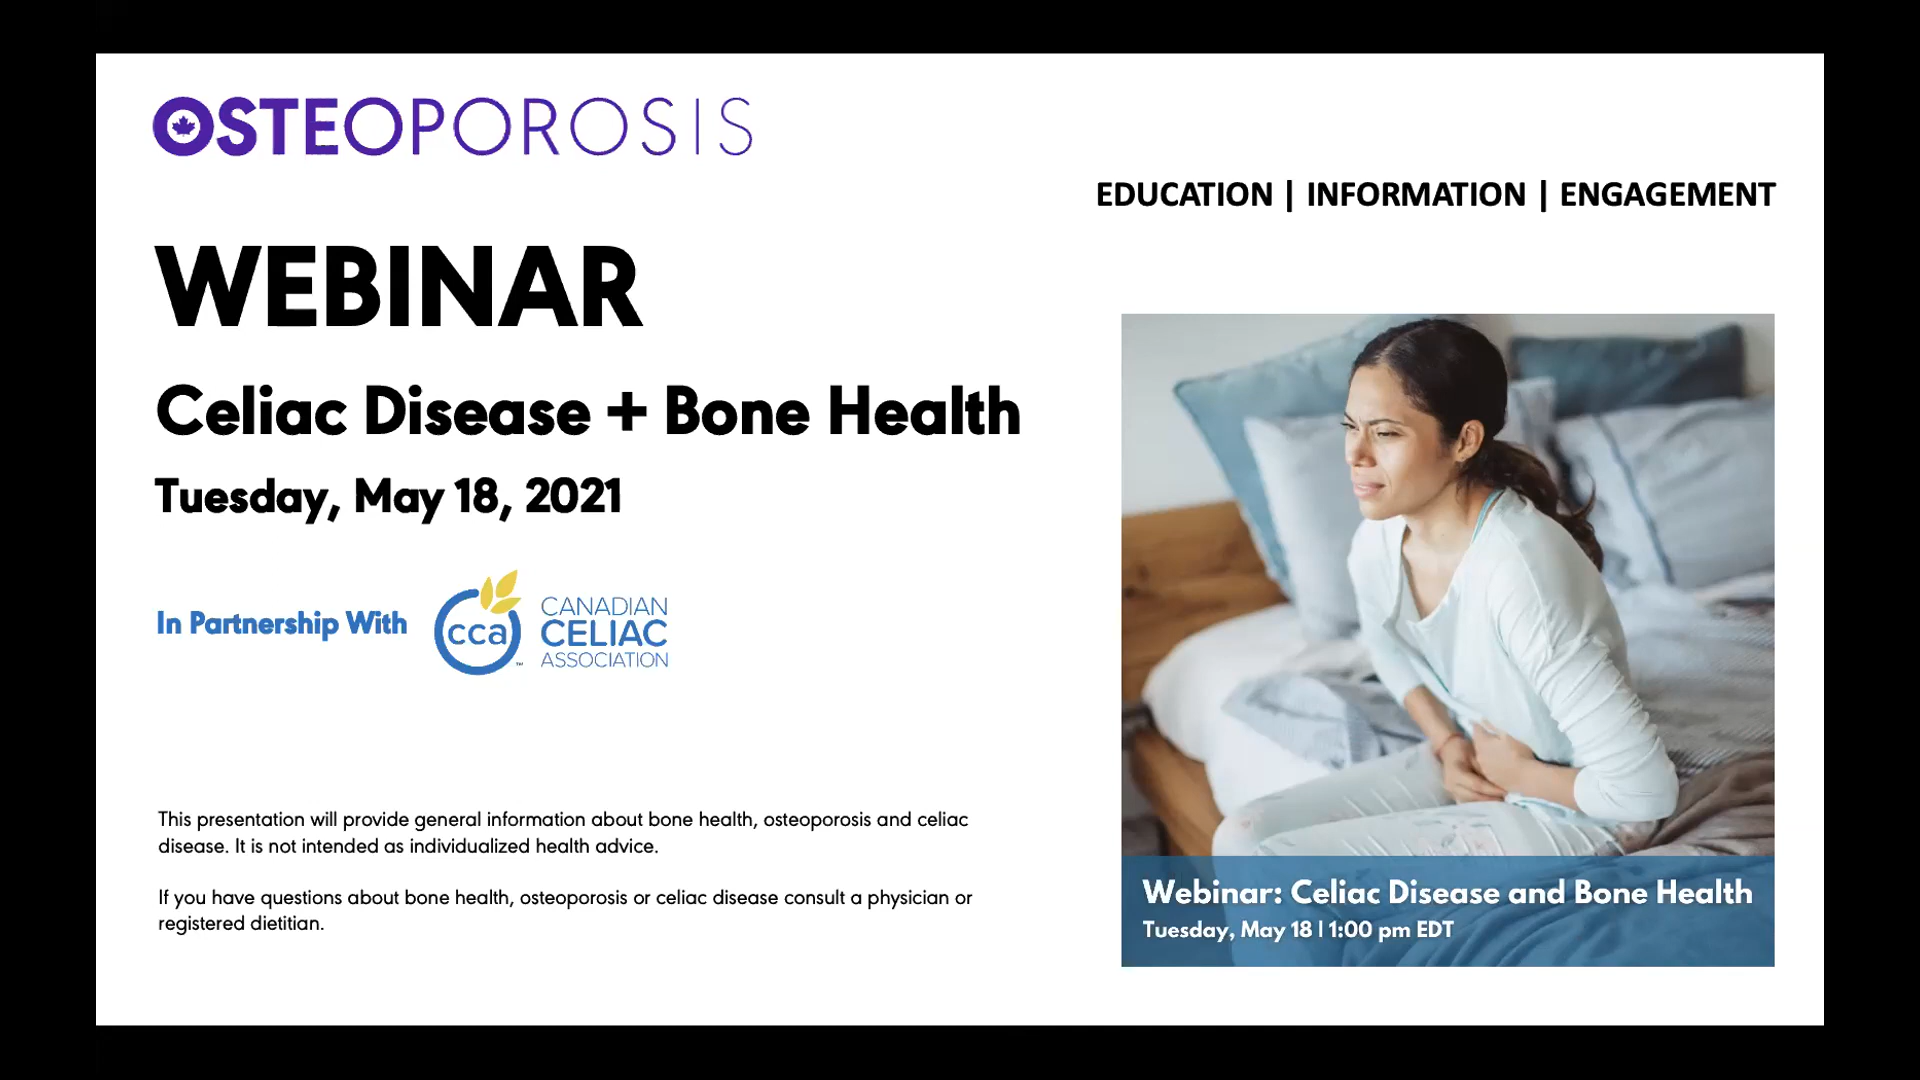 OSTEOPOROSIS
EDUCATION | INFORMATION | ENGAGEMENT
WEBINAR
Celiac Disease + Bone Health
Tuesday, May 18, 2021
In Partnership With
cca™
CANADIAN
CELIAC
ASSOCIATION
This presentation will provide general information about bone health, osteoporosis and celiac
disease. It is not intended as individualized health advice.
If you have questions about bone health, osteoporosis or celiac disease consult a physician or
registered dietitian.
Webinar: Celiac Disease and Bone Health
Tuesday, May 18 | 1:00 pm EDT